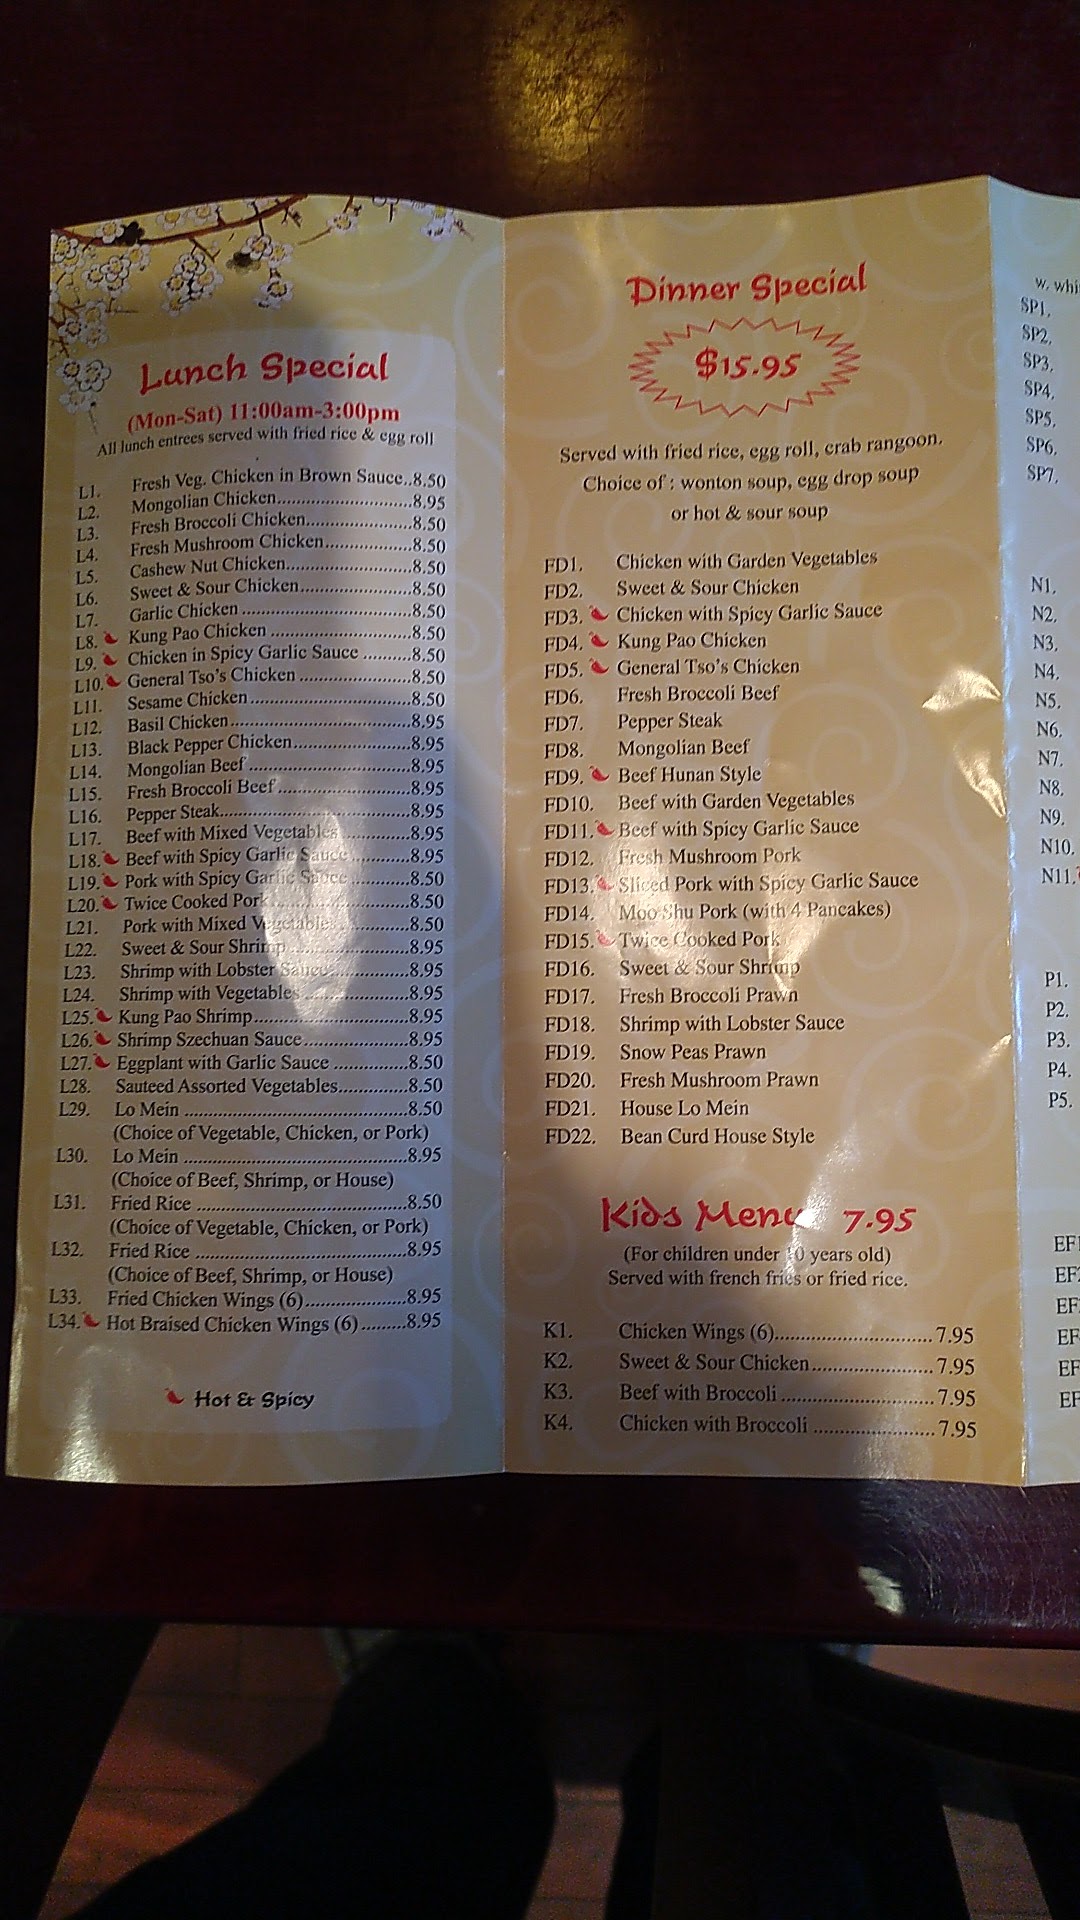 Lunch Special
(Mon-Sat) 11:00am-3:00pm
All lunch entrees served with fried rice & egg roll
L1. Fresh Veg. Chicken in Brown Sauce..8.50
L2. Mongolian Chicken..............................8.95
L3. Fresh Broccoli Chicken.........................8.50
L4. Fresh Mushroom Chicken....................8.50
L5. Cashew Nut Chicken............................8.50
L6. Sweet & Sour Chicken..........................8.50
L7. Garlic Chicken .....................................8.50
L8. Kung Pao Chicken ...............................8.50
L9. Chicken in Spicy Garlic Sauce ..........8.50
L10. General Tso's Chicken ........................8.50
L11. Sesame Chicken...................................8.50
L12. Basil Chicken.......................................8.95
L13. Black Pepper Chicken..........................8.95
L14. Mongolian Beef ...................................8.95
L15. Fresh Broccoli Beef .............................8.95
L16. Pepper Steak.........................................8.95
L17. Beef with Mixed Vegetables ...............8.95
L18. Beef with Spicy Garlic Sauce .............8.95
L19. Pork with Spicy Garlic Sauce .............8.50
L20. Twice Cooked Pork .............................8.50
L21. Pork with Mixed Vegetable.................8.50
L22. Sweet & Sour Shrimp ..........................8.95
L23. Shrimp with Lobster Sauce..................8.95
L24. Shrimp with Vegetables .......................8.95
L25. Kung Pao Shrimp.................................8.95
L26. Shrimp Szechuan Sauce.......................8.95
L27. Eggplant with Garlic Sauce ................8.50
L28. Sauteed Assorted Vegetables...............8.50
L29. Lo Mein ...............................................8.50
(Choice of Vegetable, Chicken, or Pork)
L30. Lo Mein ...............................................8.95
(Choice of Beef, Shrimp, or House)
L31. Fried Rice ............................................8.50
(Choice of Vegetable, Chicken, or Pork)
L32. Fried Rice ............................................8.95
(Choice of Beef, Shrimp, or House)
L33. Fried Chicken Wings (6)......................8.95
L34. Hot Braised Chicken Wings (6)..........8.95
Hot & Spicy
Dinner Special
$15.95
Served with fried rice, egg roll, crab rangoon.
Choice of : wonton soup, egg drop soup
or hot & sour soup
FD1. Chicken with Garden Vegetables
FD2. Sweet & Sour Chicken
FD3. Chicken with Spicy Garlic Sauce
FD4. Kung Pao Chicken
FD5. General Tso's Chicken
FD6. Fresh Broccoli Beef
FD7. Pepper Steak
FD8. Mongolian Beef
FD9. Beef Hunan Style
FD10. Beef with Garden Vegetables
FD11. Beef with Spicy Garlic Sauce
FD12. Fresh Mushroom Pork
FD13. Sliced Pork with Spicy Garlic Sauce
FD14. Moo Shu Pork (with 4 Pancakes)
FD15. Twice Cooked Pork
FD16. Sweet & Sour Shrimp
FD17. Fresh Broccoli Prawn
FD18. Shrimp with Lobster Sauce
FD19. Snow Peas Prawn
FD20. Fresh Mushroom Prawn
FD21. House Lo Mein
FD22. Bean Curd House Style
Kids Menu 7.95
(For children under 10 years old)
Served with french fries or fried rice.
K1. Chicken Wings (6)................................7.95
K2. Sweet & Sour Chicken.........................7.95
K3. Beef with Broccoli ...............................7.95
K4. Chicken with Broccoli .........................7.95
w.
SP1.
SP2.
SP3.
SP4.
SP5.
SP6.
SP7.
N1.
N2.
N3.
N4.
N5.
N6.
N7.
N8.
N9.
N10.
N11.
P1.
P2.
P3.
P4.
P5.